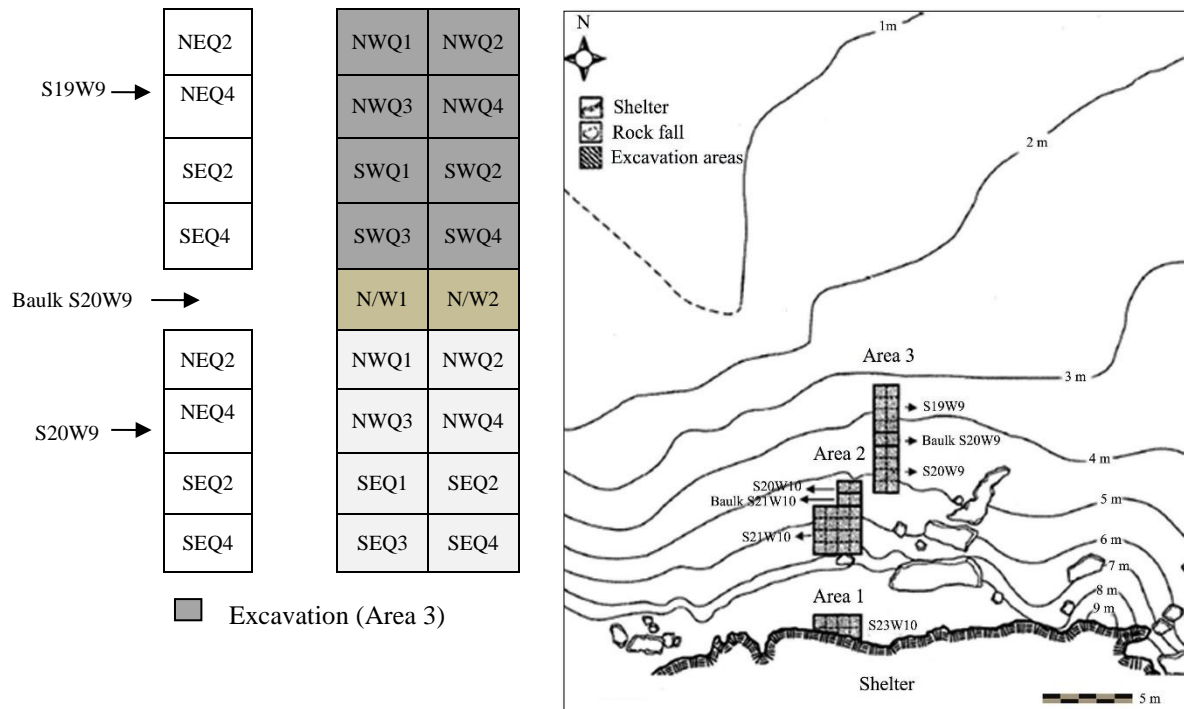 NEQ2
NWQ1 NWQ2
S19W9
NEQ4
NWQ3 NWQ4
SEQ2
SWQ1 SWQ2
SEQ4
SWQ3 SWQ4
Baulk S20W9
N/W1 N/W2
NEQ2
NWQ1 NWQ2
S20W9
NEQ4
NWQ3 NWQ4
SEQ2
SEQ1 SEQ2
SEQ4
SEQ3 SEQ4
Excavation (Area 3)
N
Shelter
Rock fall
Excavation areas
1m
2 m
Area 3
3 m
S19W9
Baulk S20W9
4 m
Area 2
S20W9
S20W10
Baulk S21W10
5 m
S21W10
6 m
7 m
8 m
9 m
Area 1
S23W10
Shelter
5 m